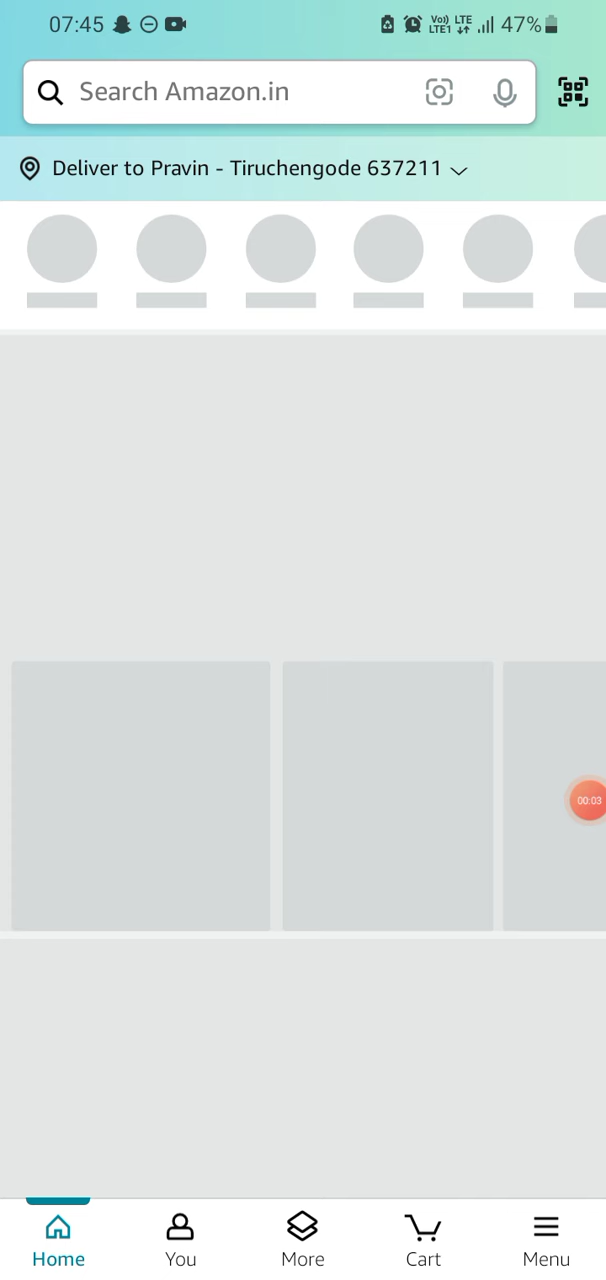 07:45
Vo) LTE
LTE1
47%
Search Amazon.in
Deliver to Pravin - Tiruchengode 637211
00:03
Home
You
More
Cart
Menu